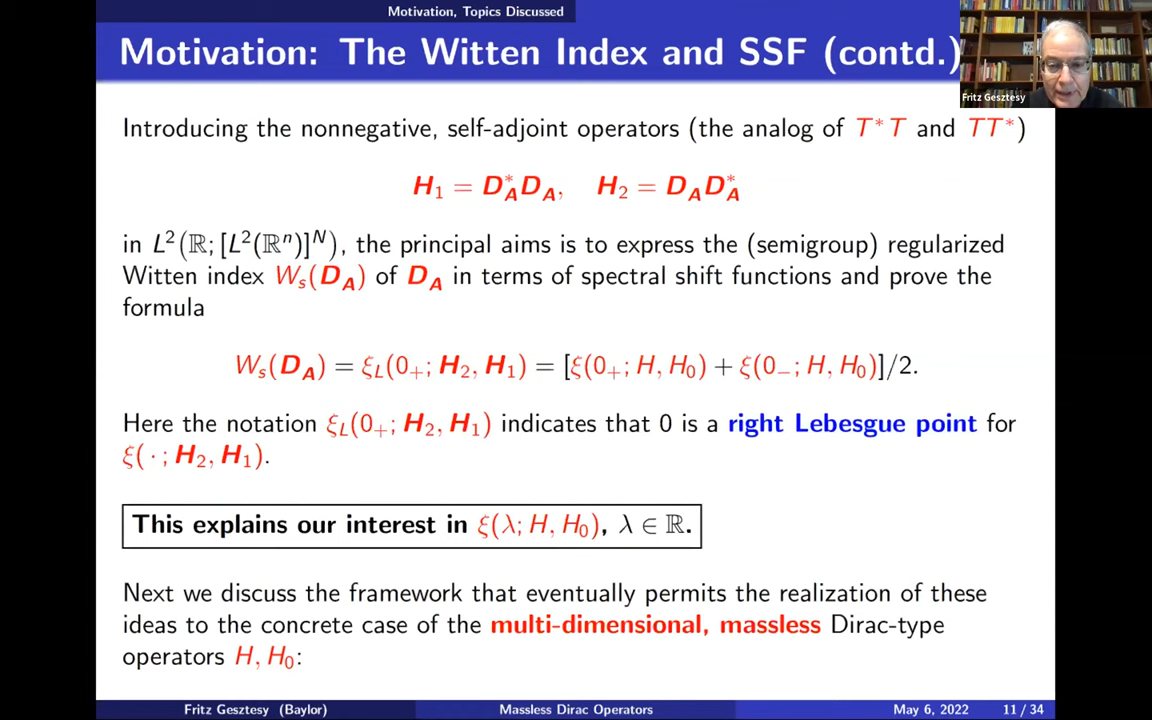 Motivation, Topics Discussed
Motivation: The Witten Index and SSF (contd.)
Fritz Gesztesy
Introducing the nonnegative, self-adjoint operators (the analog of T*T and TT*)
H₁ = D*_A D_A, H₂ = D_A D*_A
in L²(ℝ; [L²(ℝⁿ)]ᴺ), the principal aims is to express the (semigroup) regularized
Witten index W_s(D_A) of D_A in terms of spectral shift functions and prove the
formula
W_s(D_A) = ξ_L(0₊; H₂, H₁) = [ξ(0₊; H, H₀) + ξ(0₋; H, H₀)]/2.
Here the notation ξ_L(0₊; H₂, H₁) indicates that 0 is a right Lebesgue point for
ξ( · ; H₂, H₁).
This explains our interest in ξ(λ; H, H₀), λ ∈ ℝ.
Next we discuss the framework that eventually permits the realization of these
ideas to the concrete case of the multi-dimensional, massless Dirac-type
operators H, H₀:
Fritz Gesztesy (Baylor) Massless Dirac Operators May 6, 2022 11 / 34